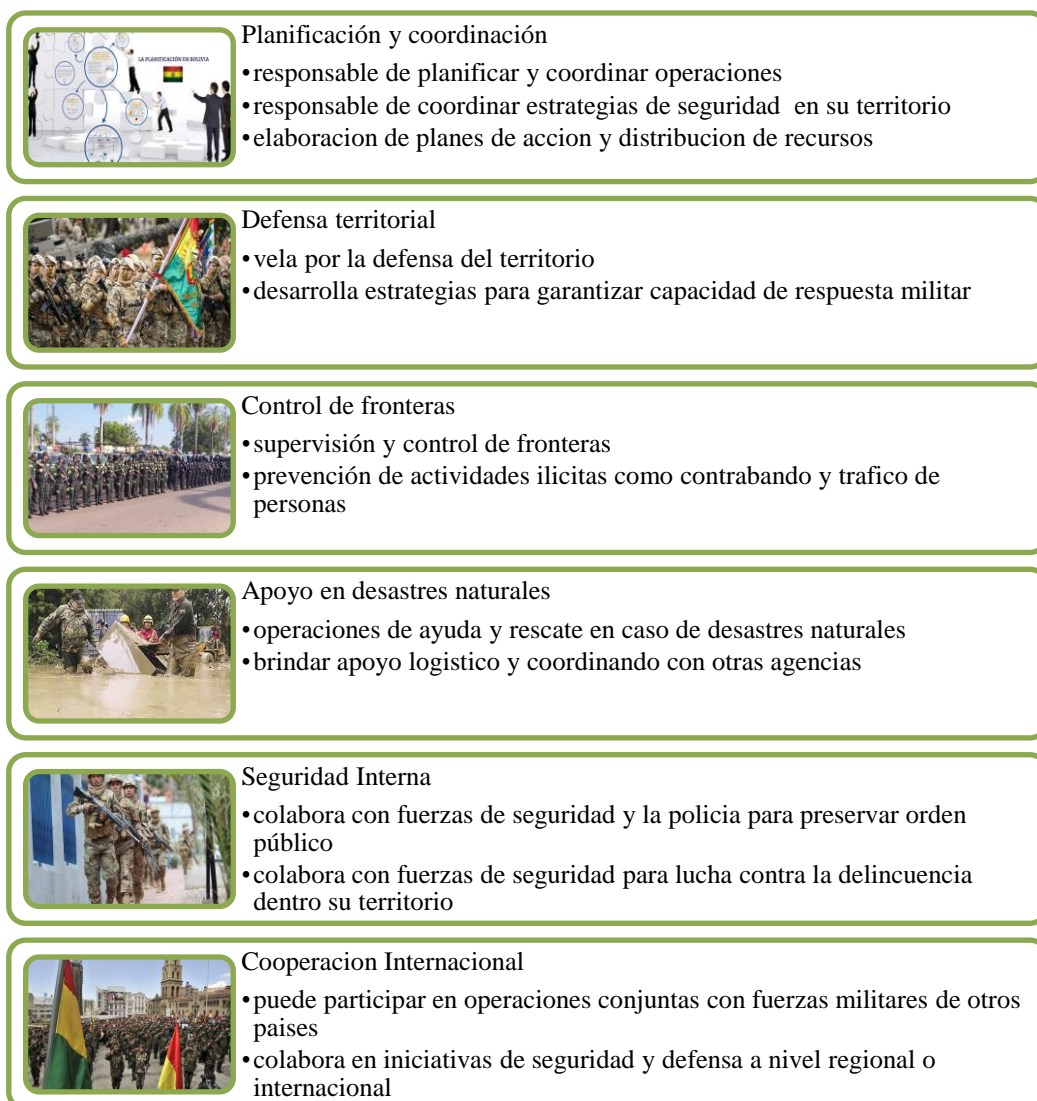 LA PLANIFICACIÓN EN BOLIVIA
Planificación y coordinación
•responsable de planificar y coordinar operaciones
•responsable de coordinar estrategias de seguridad en su territorio
•elaboracion de planes de accion y distribucion de recursos
Defensa territorial
•vela por la defensa del territorio
•desarrolla estrategias para garantizar capacidad de respuesta militar
Control de fronteras
•supervisión y control de fronteras
•prevención de actividades ilicitas como contrabando y trafico de
personas
Apoyo en desastres naturales
•operaciones de ayuda y rescate en caso de desastres naturales
•brindar apoyo logistico y coordinando con otras agencias
Seguridad Interna
•colabora con fuerzas de seguridad y la policia para preservar orden
público
•colabora con fuerzas de seguridad para lucha contra la delincuencia
dentro su territorio
Cooperacion Internacional
•puede participar en operaciones conjuntas con fuerzas militares de otros
paises
•colabora en iniciativas de seguridad y defensa a nivel regional o
internacional